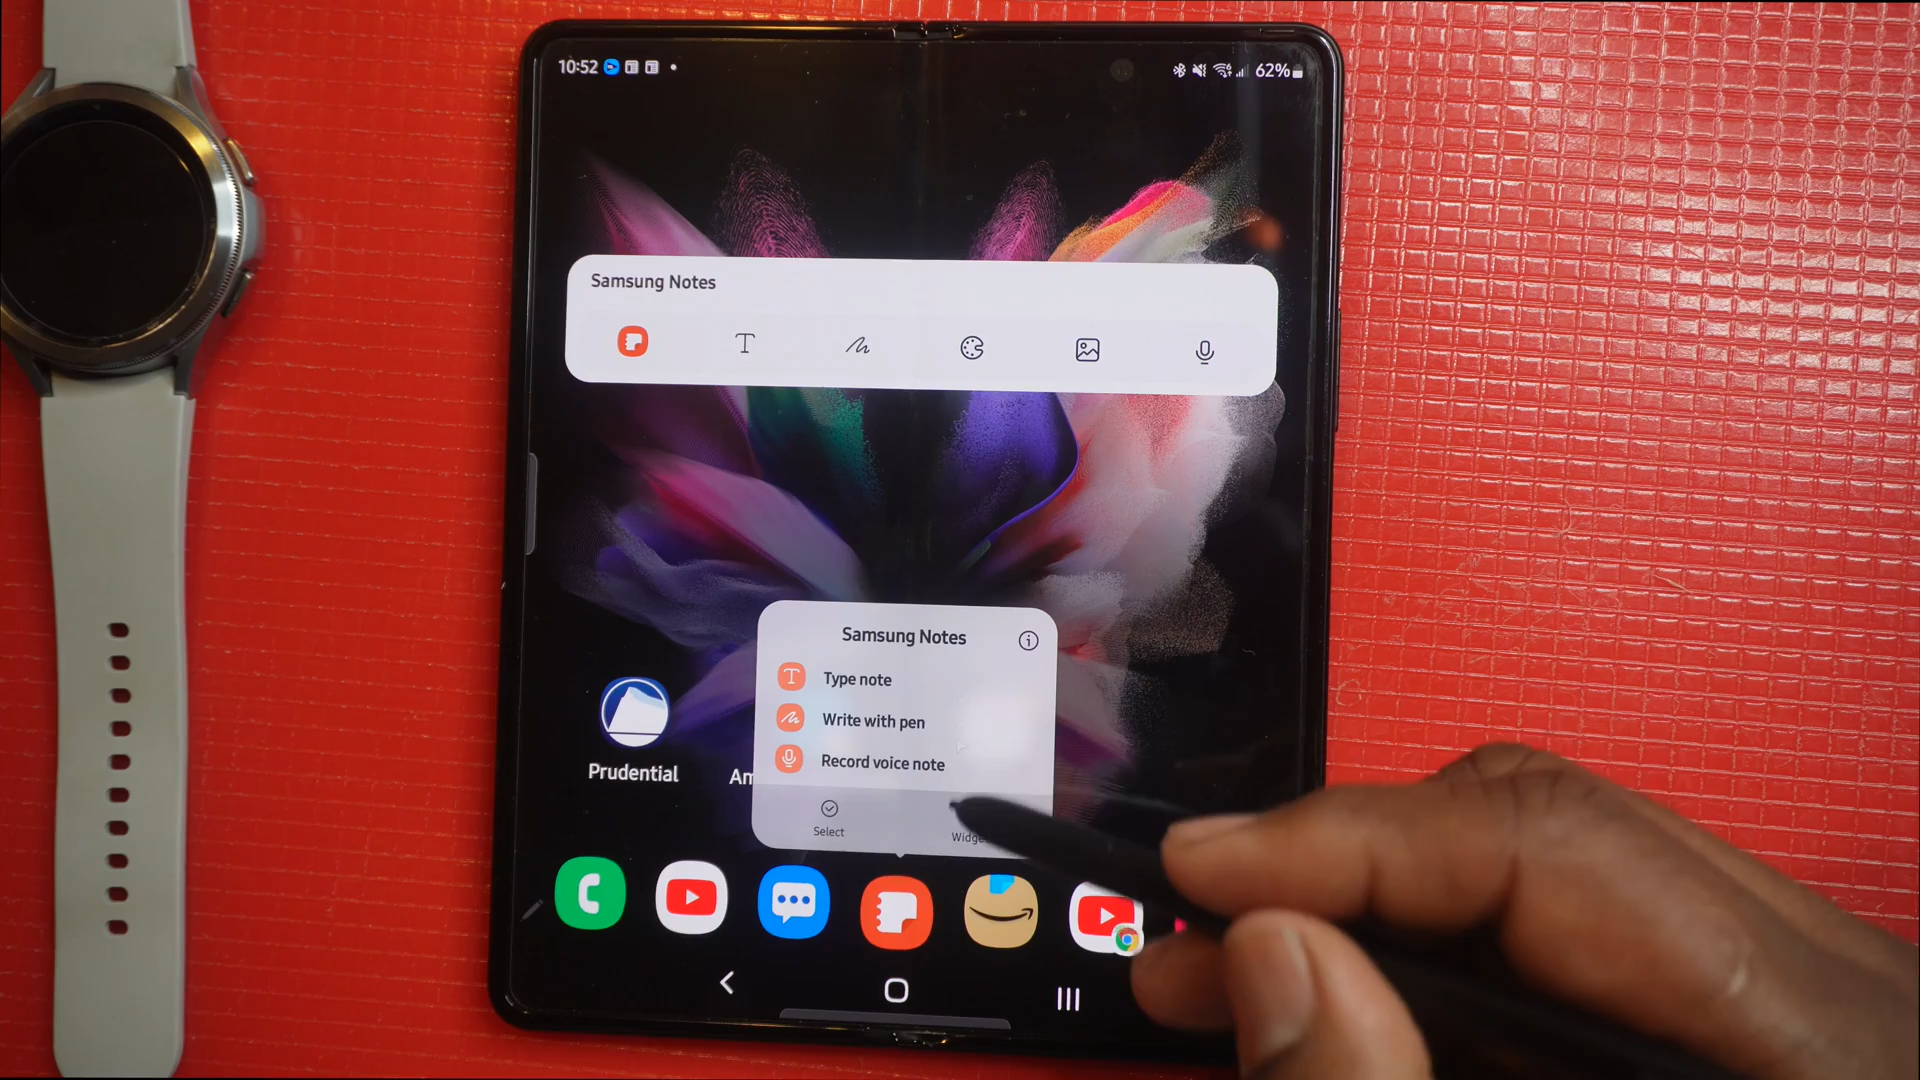 10:52
62%
Samsung Notes
Samsung Notes
Type note
Write with pen
Record voice note
Select
Prudential